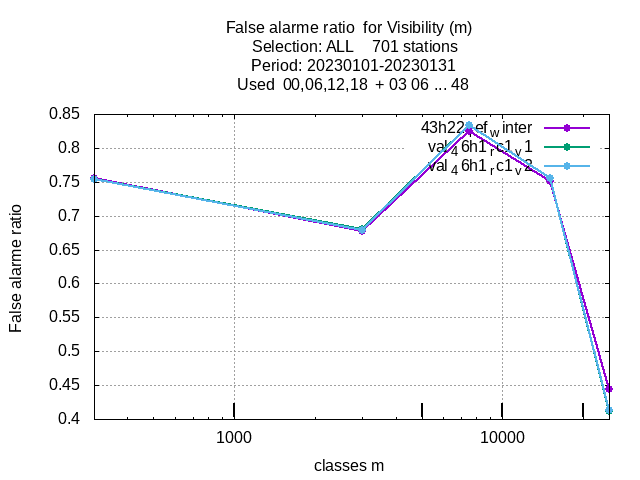 False alarme ratio for Visibility (m)
Selection: ALL 701 stations
Period: 20230101-20230131
Used 00,06,12,18 + 03 06 ... 48
0.85
0.8
0.75
0.7
0.65
0.6
0.55
0.5
0.45
0.4
False alarme ratio
val_46h1_rc1_v1
val_46h1_rc1_v2
1000
10000
classes m